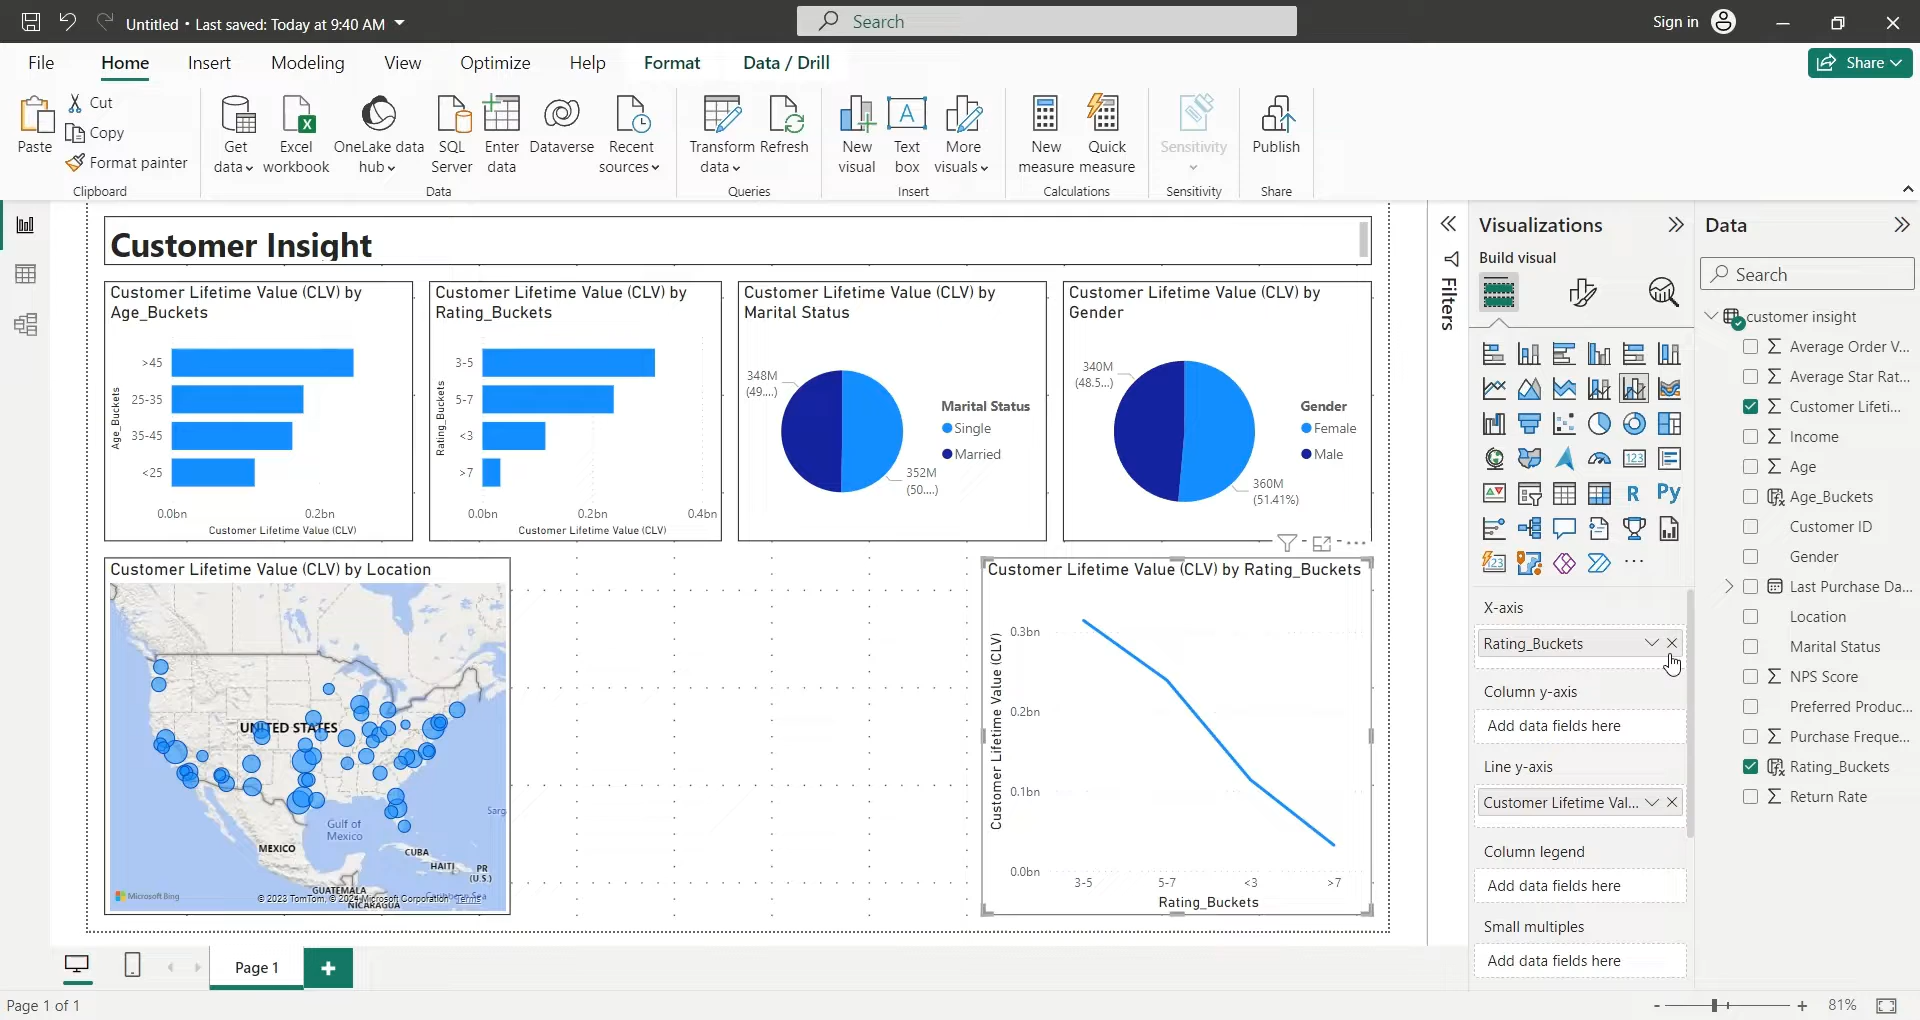 Untitled • Last saved: Today at 9:40 AM
Search
Sign in
File Home Insert Modeling View Optimize Help Format Data / Drill
Share
Paste
Cut
Copy
Format painter
Clipboard
Get data
Excel workbook
OneLake data hub
SQL Server
Enter data
Dataverse
Recent sources
Data
Transform data
Refresh
Queries
New visual
Text box
More visuals
Insert
New measure
Quick measure
Calculations
Sensitivity
Sensitivity
Publish
Share
Customer Insight
Customer Lifetime Value (CLV) by
Age_Buckets
Age_Buckets
>45
25-35
35-45
<25
0.0bn 0.2bn
Customer Lifetime Value (CLV)
Customer Lifetime Value (CLV) by
Rating_Buckets
Rating_Buckets
3-5
5-7
<3
>7
0.0bn 0.2bn 0.4bn
Customer Lifetime Value (CLV)
Customer Lifetime Value (CLV) by
Marital Status
348M
(49....)
352M
(50....)
Marital Status
Single
Married
Customer Lifetime Value (CLV) by
Gender
340M
(48.5...)
360M
(51.41%)
Gender
Female
Male
Customer Lifetime Value (CLV) by Location
UNITED STATES
Sarg
Gulf of
Mexico
MEXICO
CUBA
HAITI
PR
(U.S.)
GUATEMALA
NICARAGUA
Caribbean Sea
Microsoft Bing
© 2023 TomTom, © 2024 Microsoft Corporation Terms
Customer Lifetime Value (CLV) by Rating_Buckets
Customer Lifetime Value (CLV)
0.3bn
0.2bn
0.1bn
0.0bn
3-5 5-7 <3 >7
Rating_Buckets
Filters
Visualizations
Build visual
123
R
Py
123
X-axis
Rating_Buckets
Column y-axis
Add data fields here
Line y-axis
Customer Lifetime Val...
Column legend
Add data fields here
Small multiples
Add data fields here
Data
Search
customer insight
Average Order V...
Average Star Rat...
Customer Lifeti...
Income
Age
Age_Buckets
Customer ID
Gender
Last Purchase Da...
Location
Marital Status
NPS Score
Preferred Produc...
Purchase Freque...
Rating_Buckets
Return Rate
Page 1
Page 1 of 1
- + 81%